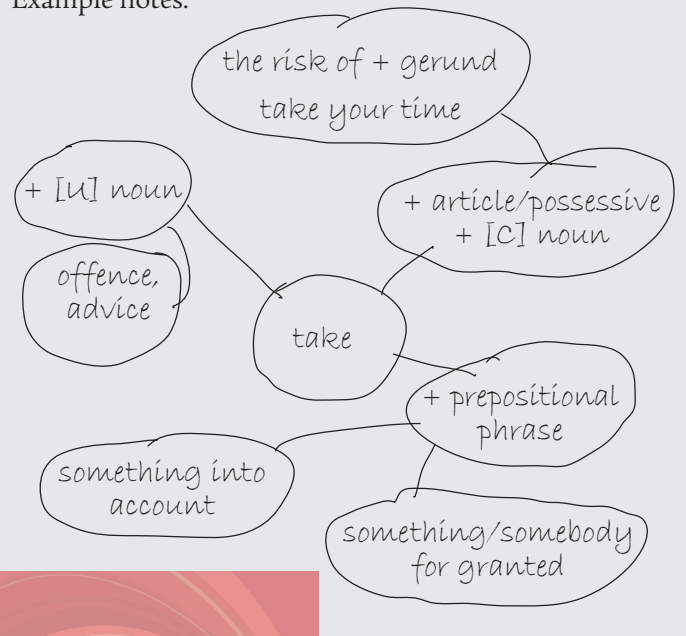 Example notes:
the risk of + gerund
take your time
+ [U] noun
+ article/possessive
+ [C] noun
offence,
advice
take
+ prepositional
phrase
something into
account
something/somebody
for granted